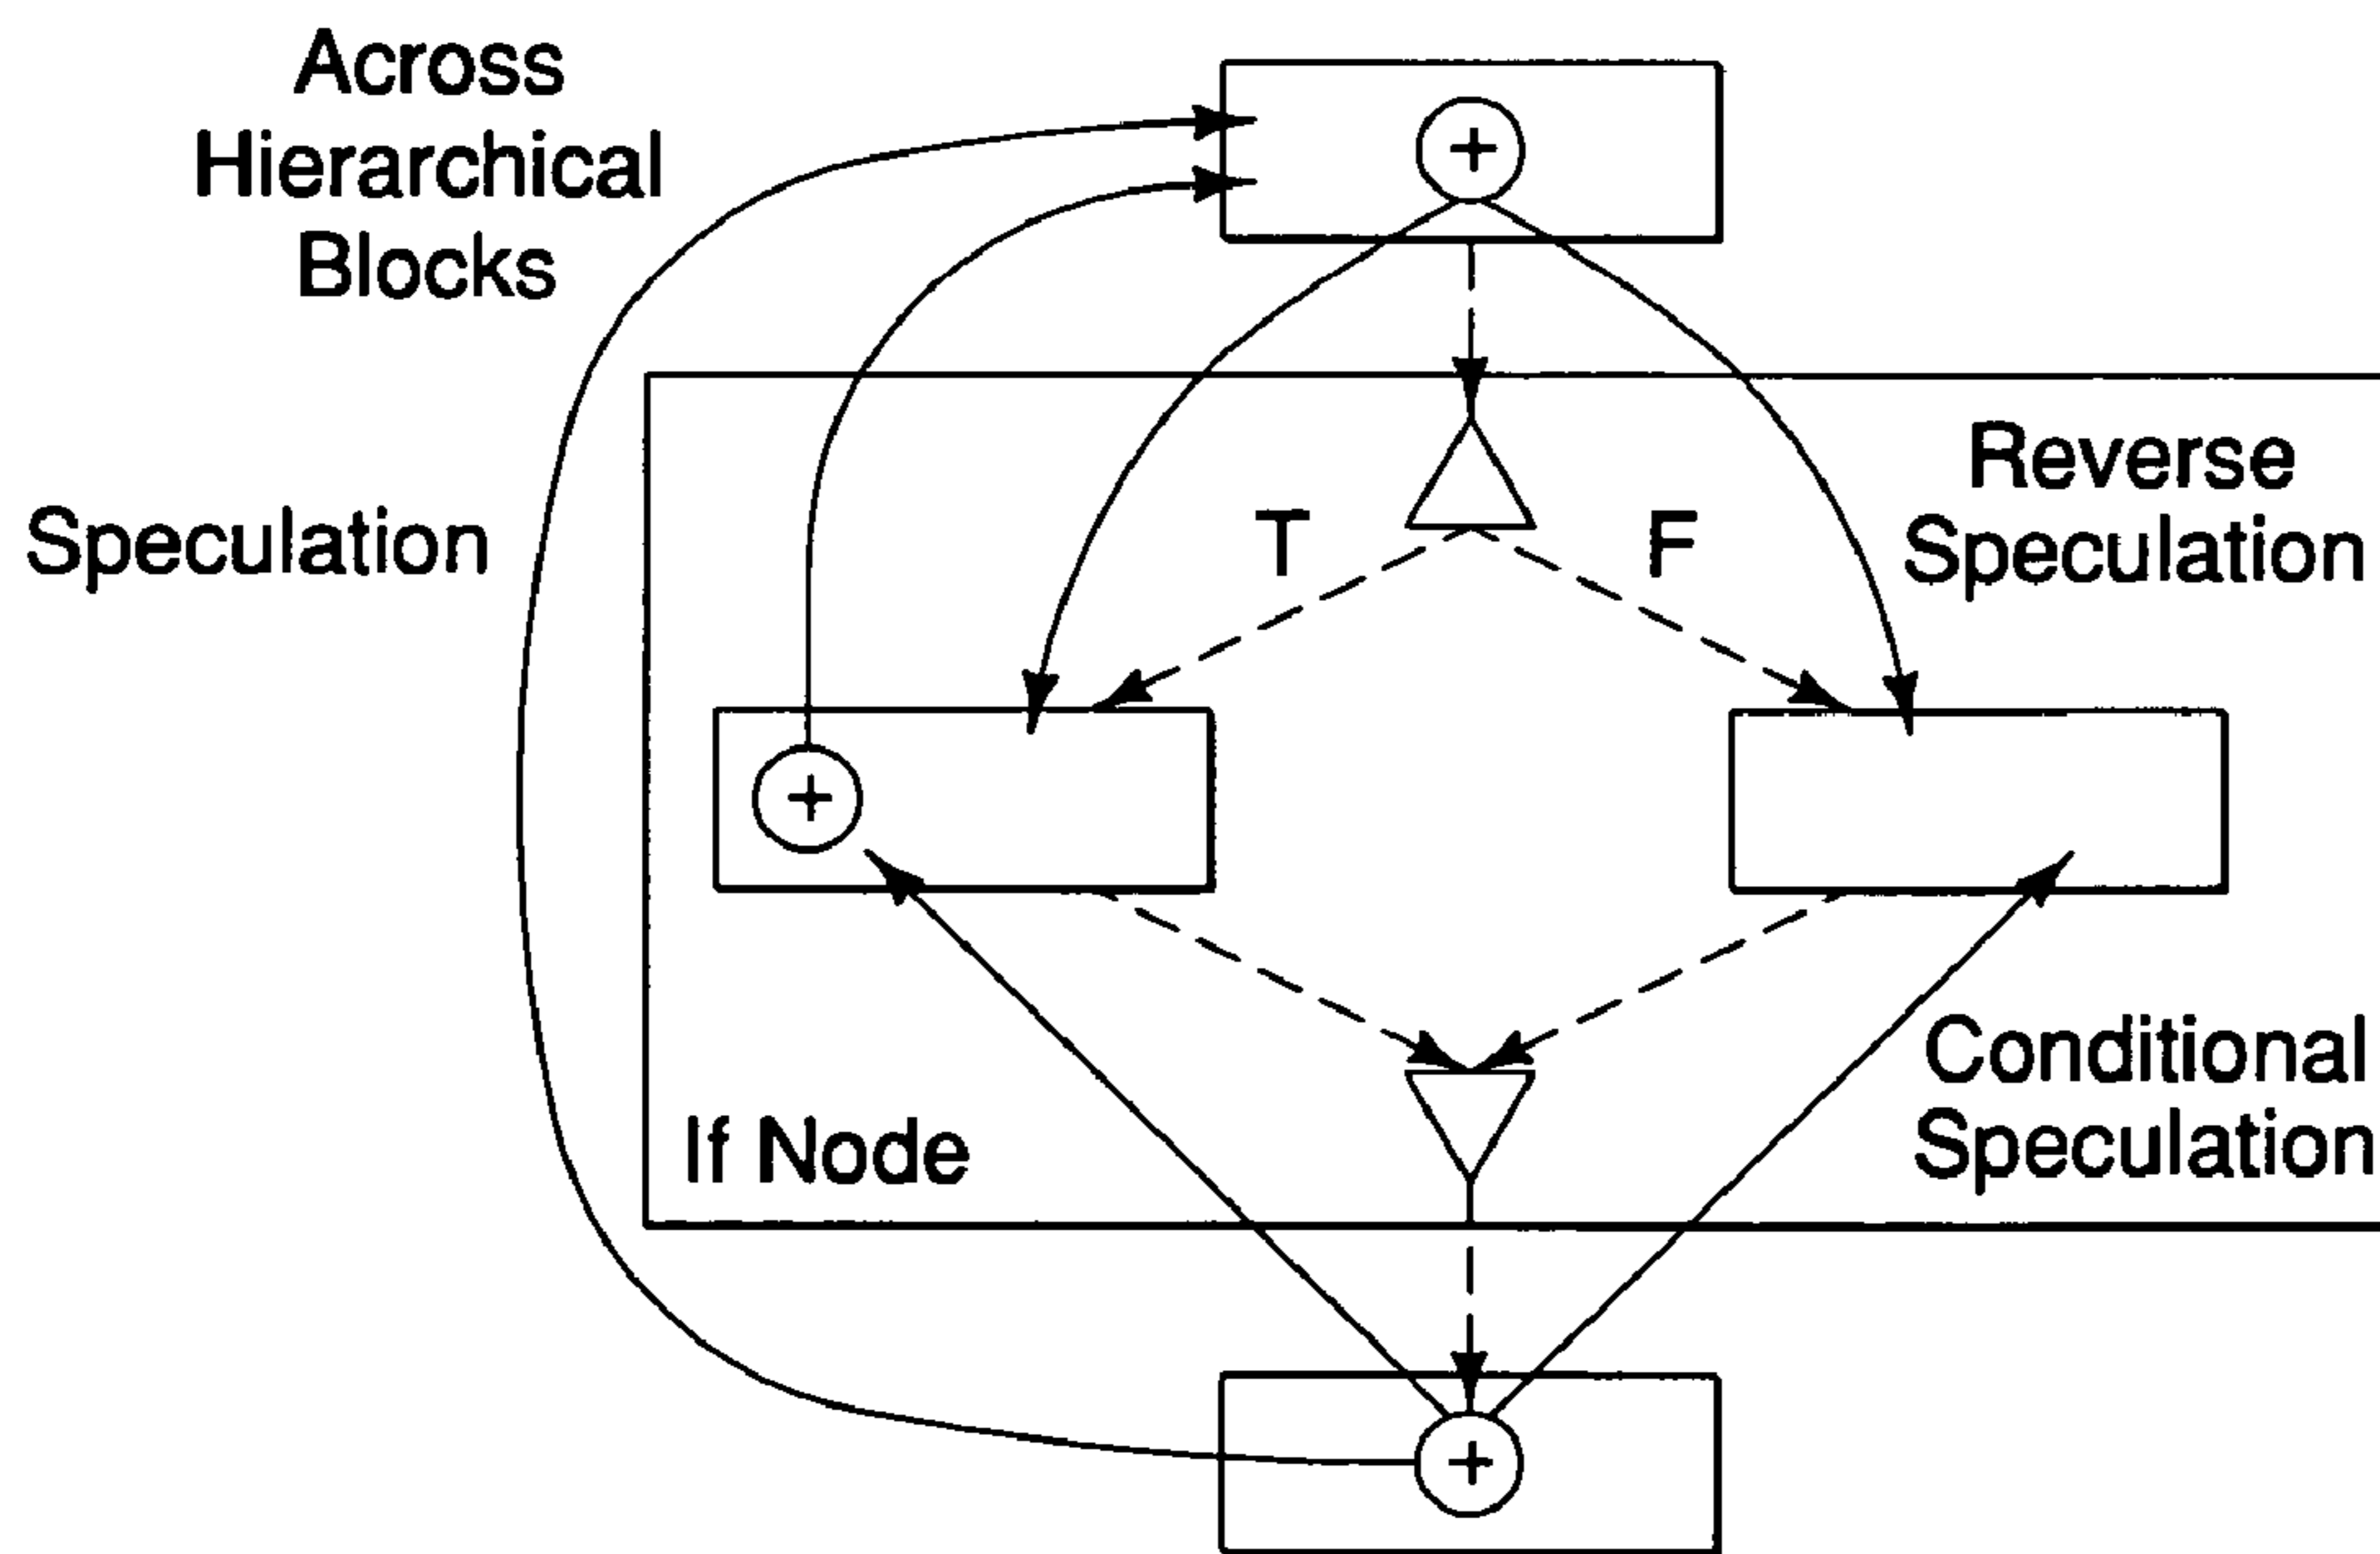 Across
Hierarchical
Blocks
+
Reverse
Speculation
Speculation
T
F
+
Conditional
Speculation
If Node
+